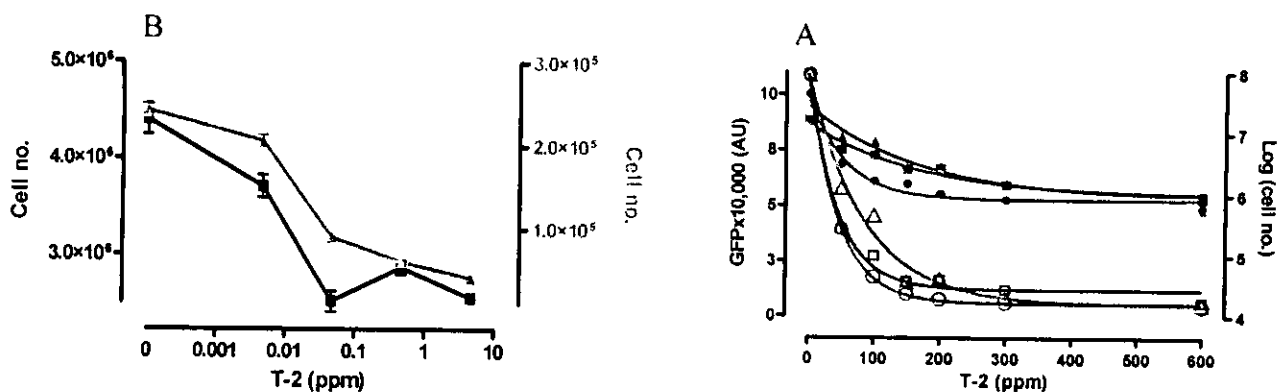 B
5.0×10⁶
4.0×10⁶
3.0×10⁶
Cell no.
3.0×10⁵
2.0×10⁵
1.0×10⁵
Cell no.
0 0.001 0.01 0.1 1 10
T-2 (ppm)
A
10
8
5
3
0
GFPx10,000 (AU)
8
7
6
5
4
Log (cell no.)
0 100 200 300 400 500 600
T-2 (ppm)